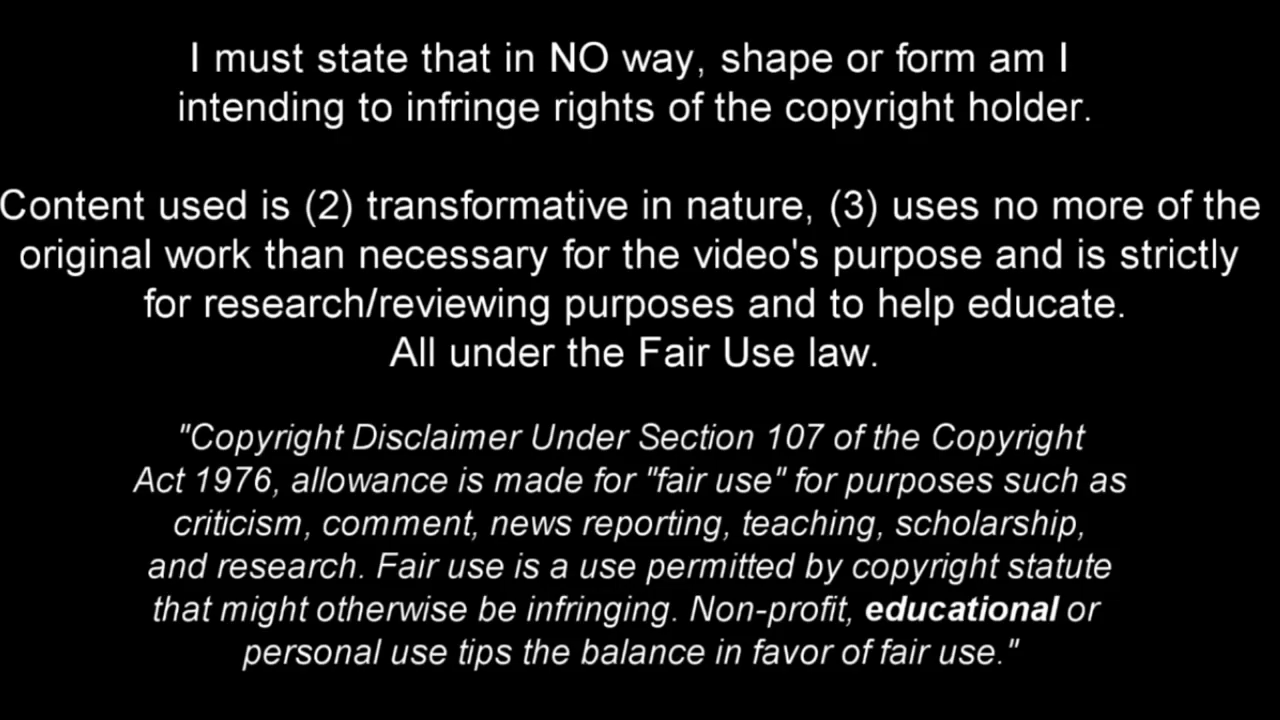 I must state that in NO way, shape or form am I
intending to infringe rights of the copyright holder.
Content used is (2) transformative in nature, (3) uses no more of the
original work than necessary for the video's purpose and is strictly
for research/reviewing purposes and to help educate.
All under the Fair Use law.
"Copyright Disclaimer Under Section 107 of the Copyright
Act 1976, allowance is made for "fair use" for purposes such as
criticism, comment, news reporting, teaching, scholarship,
and research. Fair use is a use permitted by copyright statute
that might otherwise be infringing. Non-profit, educational or
personal use tips the balance in favor of fair use."